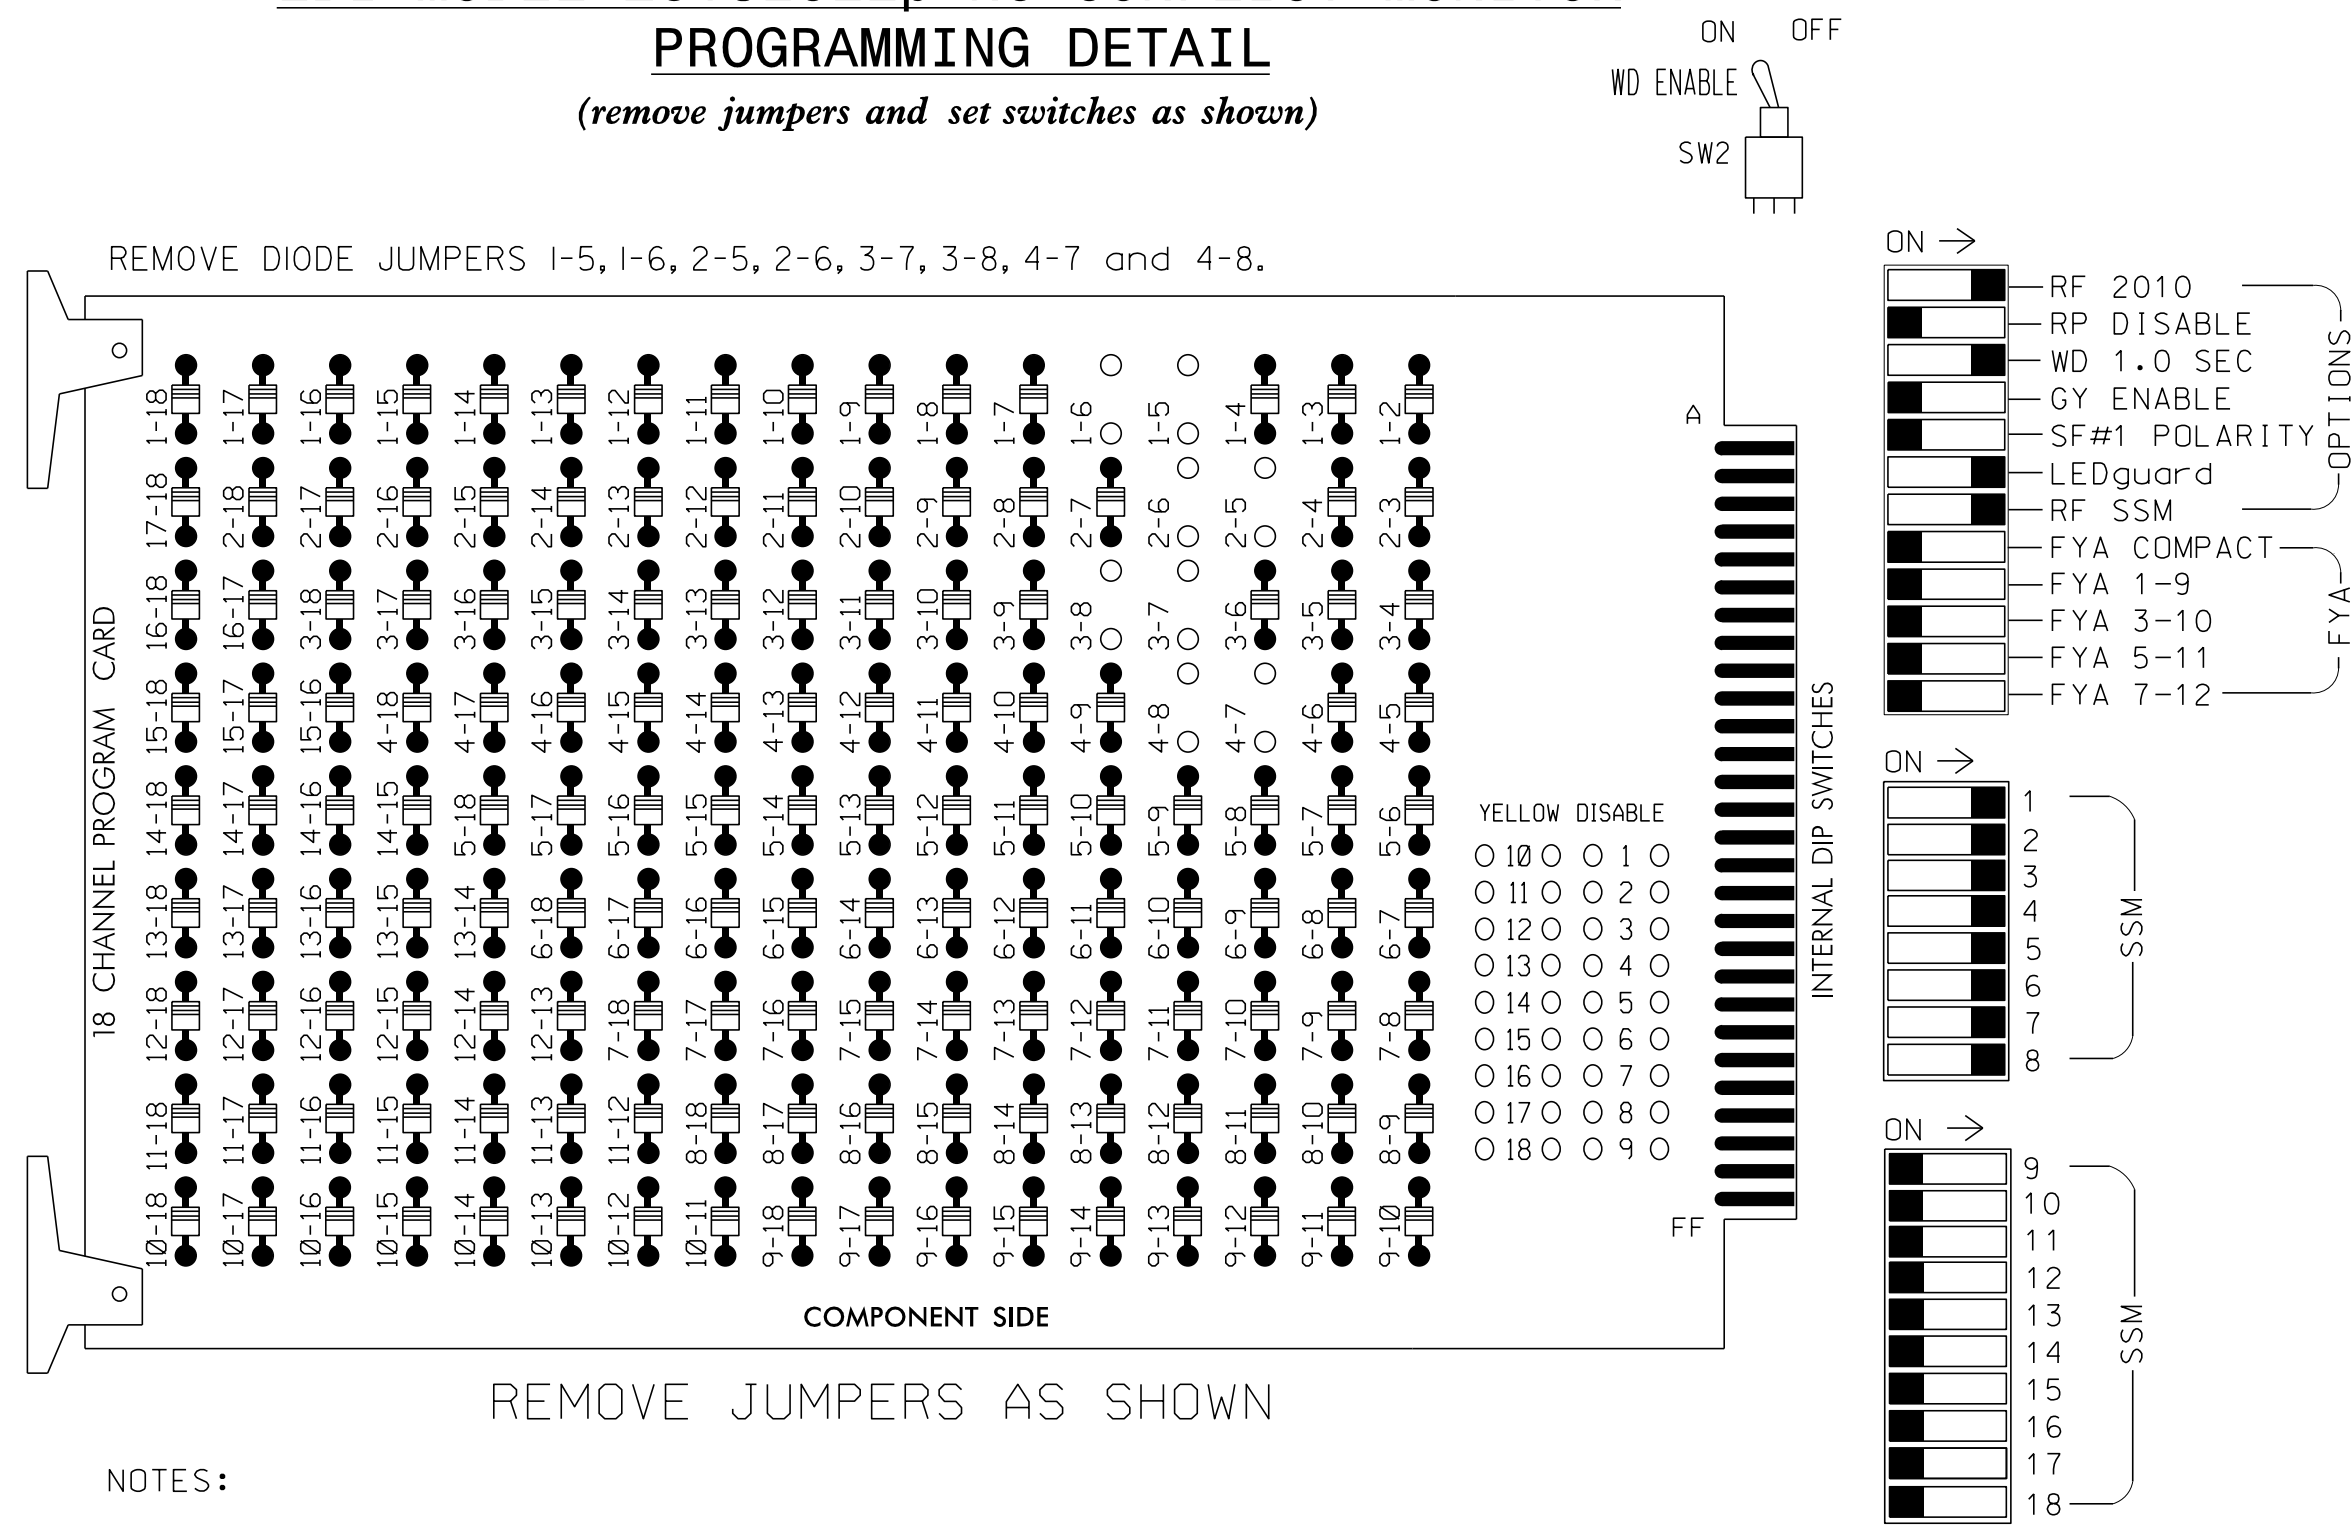 PROGRAMMING DETAIL
(remove jumpers and set switches as shown)
ON OFF
WD ENABLE
SW2
REMOVE DIODE JUMPERS 1-5, 1-6, 2-5, 2-6, 3-7, 3-8, 4-7 and 4-8.
18 CHANNEL PROGRAM CARD
1-18 1-17 1-16 1-15 1-14 1-13 1-12 1-11 1-10 1-9 1-8 1-7 1-6 1-5 1-4 1-3 1-2
17-18 2-18 2-17 2-16 2-15 2-14 2-13 2-12 2-11 2-10 2-9 2-8 2-7 2-6 2-5 2-4 2-3
16-18 16-17 3-18 3-17 3-16 3-15 3-14 3-13 3-12 3-11 3-10 3-9 3-8 3-7 3-6 3-5 3-4
15-18 15-17 15-16 4-18 4-17 4-16 4-15 4-14 4-13 4-12 4-11 4-10 4-9 4-8 4-7 4-6 4-5
14-18 14-17 14-16 14-15 5-18 5-17 5-16 5-15 5-14 5-13 5-12 5-11 5-10 5-9 5-8 5-7 5-6
13-18 13-17 13-16 13-15 13-14 6-18 6-17 6-16 6-15 6-14 6-13 6-12 6-11 6-10 6-9 6-8 6-7
12-18 12-17 12-16 12-15 12-14 12-13 7-18 7-17 7-16 7-15 7-14 7-13 7-12 7-11 7-10 7-9 7-8
11-18 11-17 11-16 11-15 11-14 11-13 11-12 8-18 8-17 8-16 8-15 8-14 8-13 8-12 8-11 8-10 8-9
10-18 10-17 10-16 10-15 10-14 10-13 10-12 10-11 9-18 9-17 9-16 9-15 9-14 9-13 9-12 9-11 9-10
YELLOW DISABLE
10 1
11 2
12 3
13 4
14 5
15 6
16 7
17 8
18 9
A
FF
INTERNAL DIP SWITCHES
COMPONENT SIDE
REMOVE JUMPERS AS SHOWN
NOTES:
ON
RF 2010
RP DISABLE
WD 1.0 SEC
GY ENABLE
SF#1 POLARITY
LEDguard
RF SSM
OPTIONS
FYA COMPACT
FYA 1-9
FYA 3-10
FYA 5-11
FYA 7-12
FYA
ON
1
2
3
4
5
6
7
8
SSM
ON
9
10
11
12
13
14
15
16
17
18
SSM